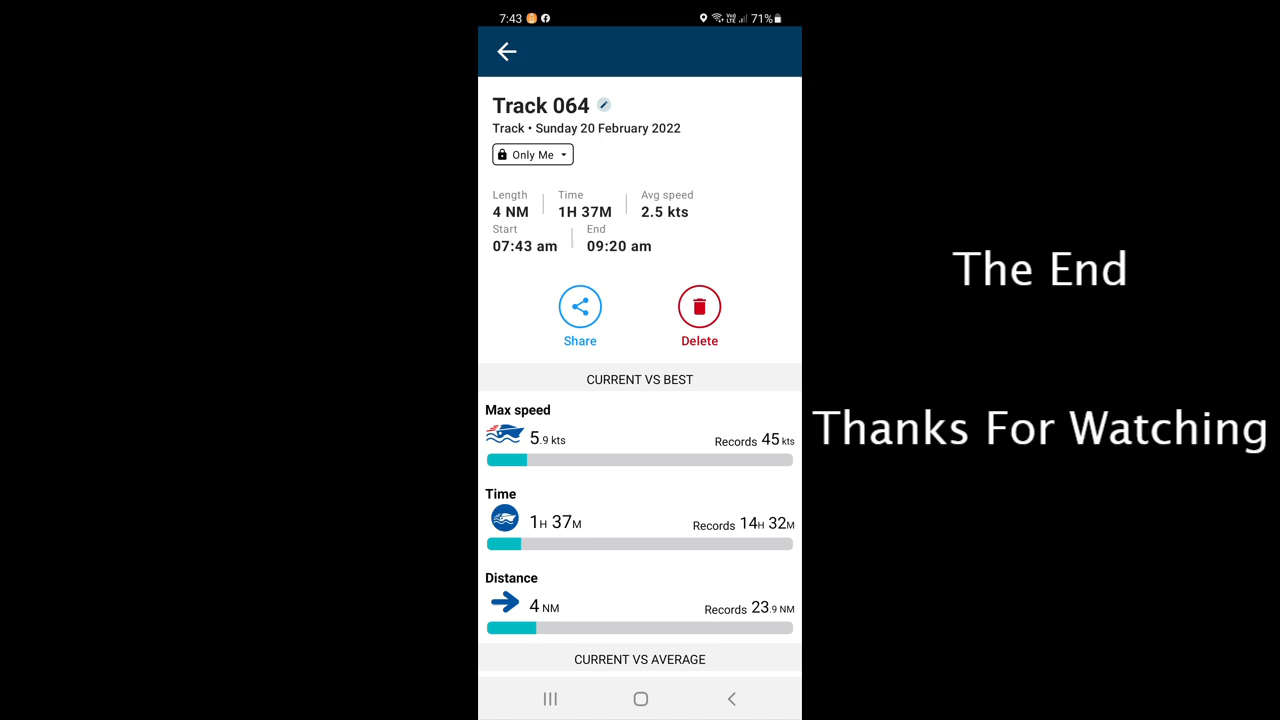 7:43 71%
Track 064
Track • Sunday 20 February 2022
Only Me
Length Time Avg speed
4 NM 1H 37M 2.5 kts
Start End
07:43 am 09:20 am
Share Delete
CURRENT VS BEST
Max speed
5.9 kts Records 45 kts
Time
1H 37M Records 14H 32M
Distance
4 NM Records 23.9 NM
CURRENT VS AVERAGE
The End
Thanks For Watching